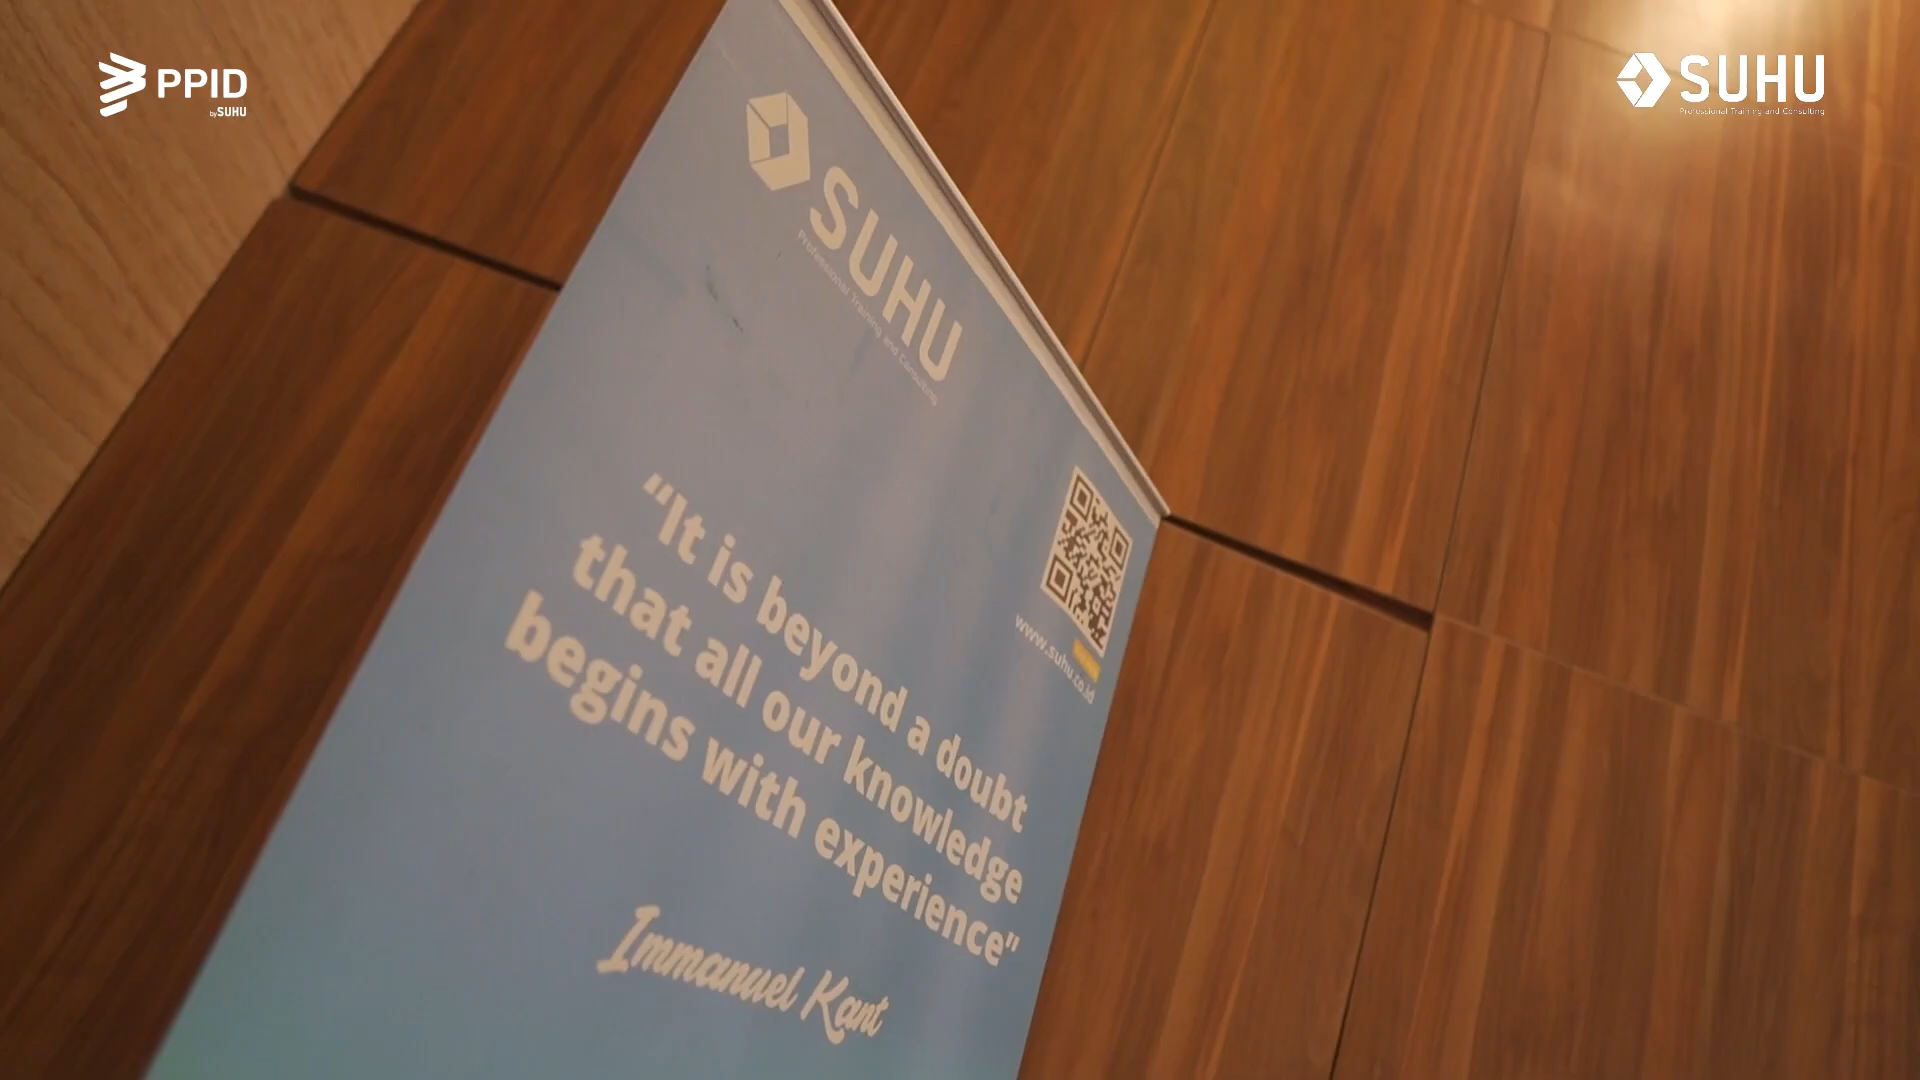 PPID
by SUHU
SUHU
Professional Training and Consulting
SUHU
Professional Training and Consulting
“It is beyond a doubt
that all our knowledge
begins with experience"
Immanuel Kant
www.suhu.co.id